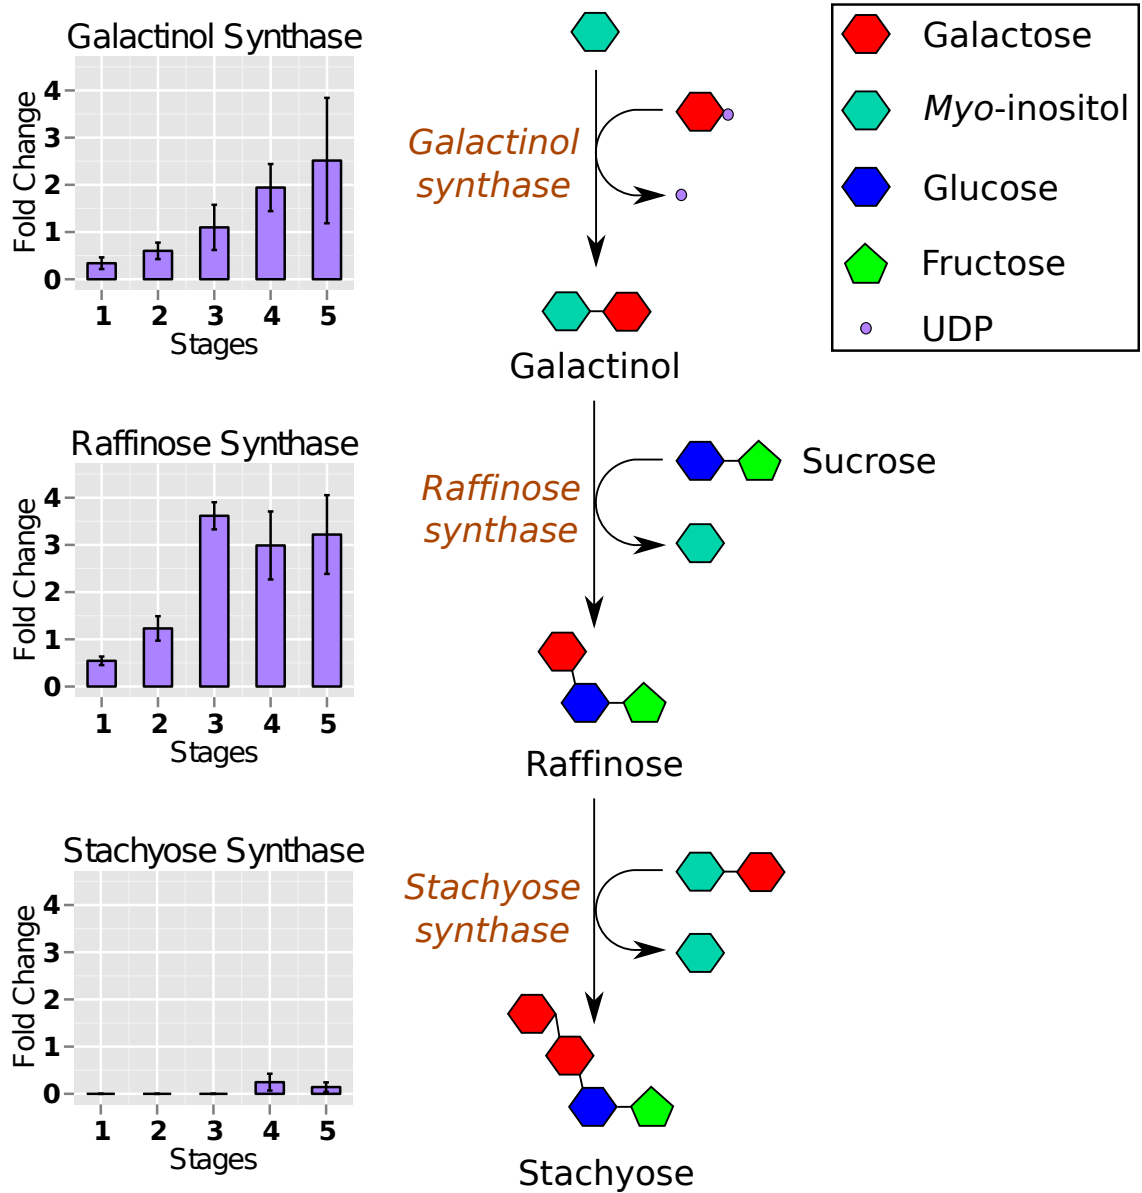 Galactinol Synthase
Fold Change
4
3
2
1
0
1 2 3 4 5
Stages
Galactinol
synthase
Galactinol
Galactose
Myo-inositol
Glucose
Fructose
UDP
Raffinose Synthase
Fold Change
4
3
2
1
0
1 2 3 4 5
Stages
Raffinose
synthase
Sucrose
Raffinose
Stachyose Synthase
Fold Change
4
3
2
1
0
1 2 3 4 5
Stages
Stachyose
synthase
Stachyose